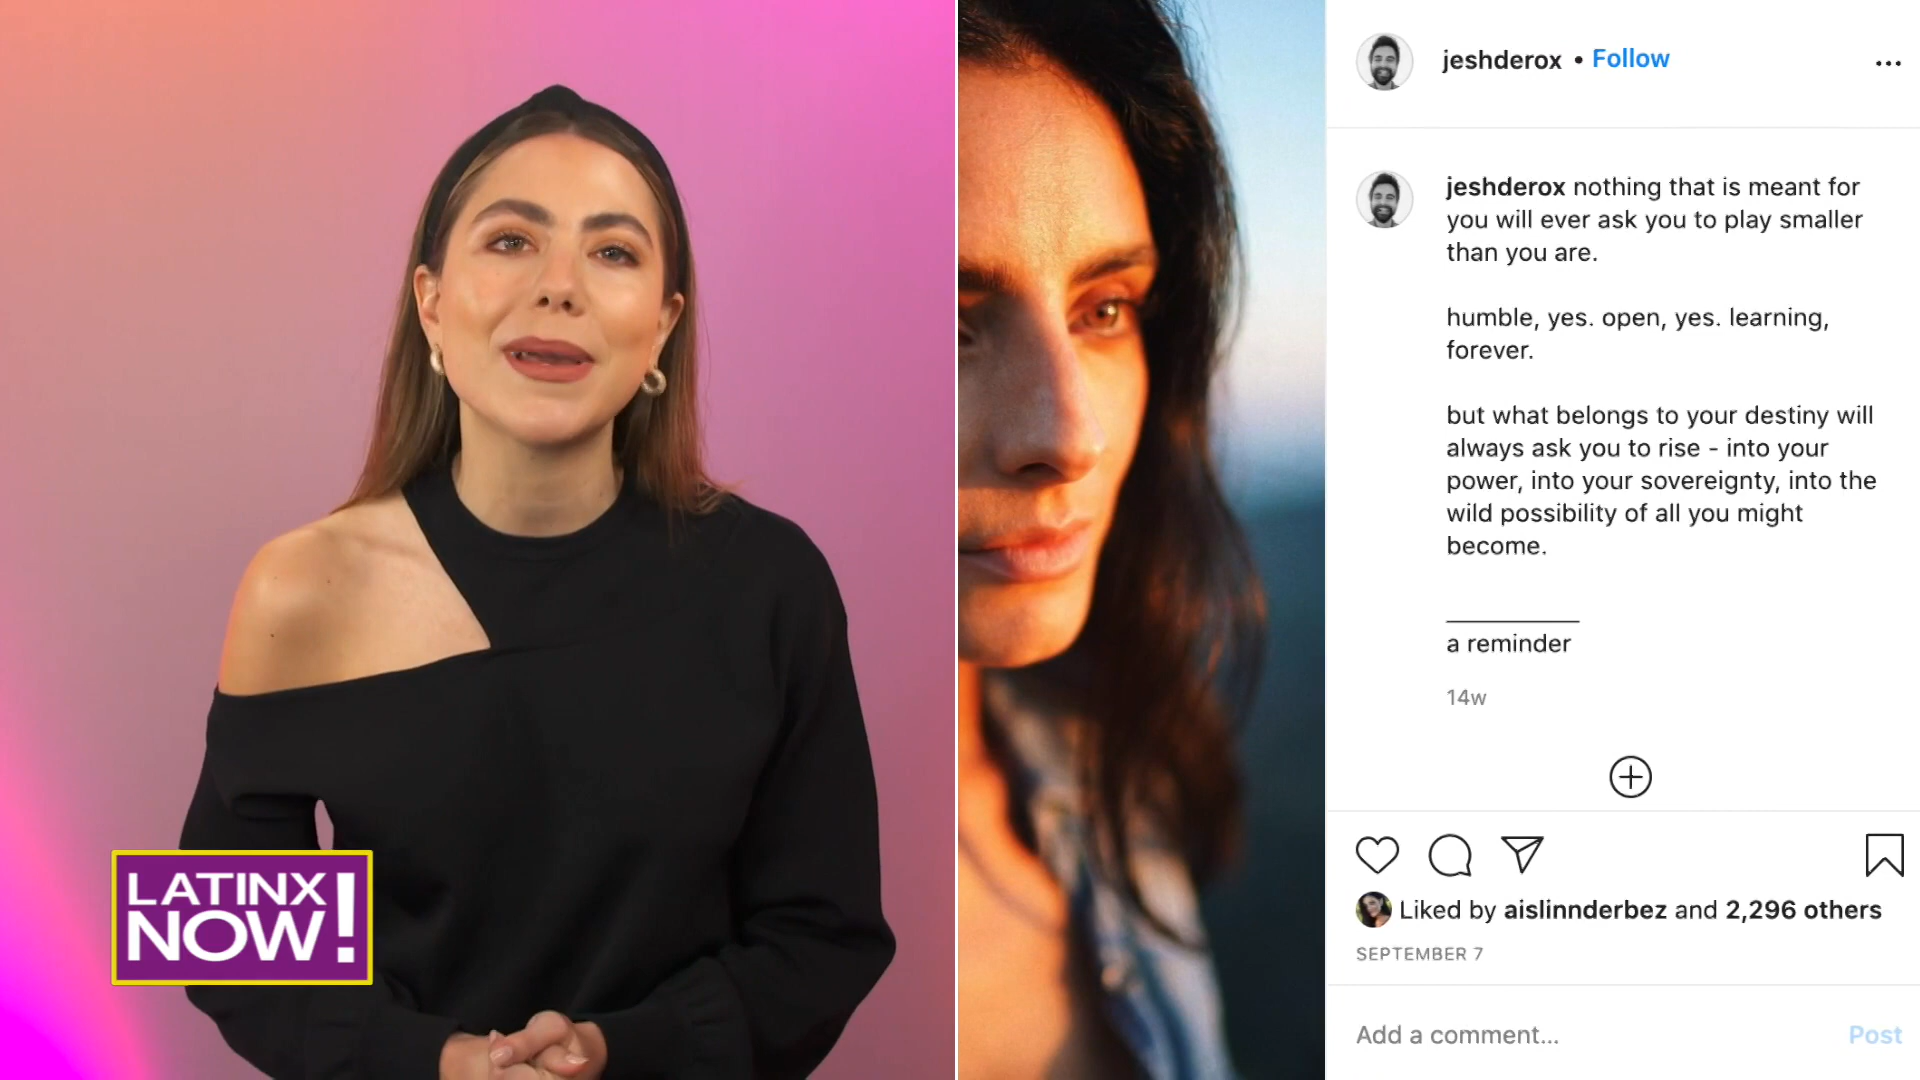 LATINX
NOW!
jeshderox • Follow
jeshderox nothing that is meant for
you will ever ask you to play smaller
than you are.
humble, yes. open, yes. learning,
forever.
but what belongs to your destiny will
always ask you to rise - into your
power, into your sovereignty, into the
wild possibility of all you might
become.
a reminder
14w
Liked by aislinnderbez and 2,296 others
SEPTEMBER 7
Add a comment... Post